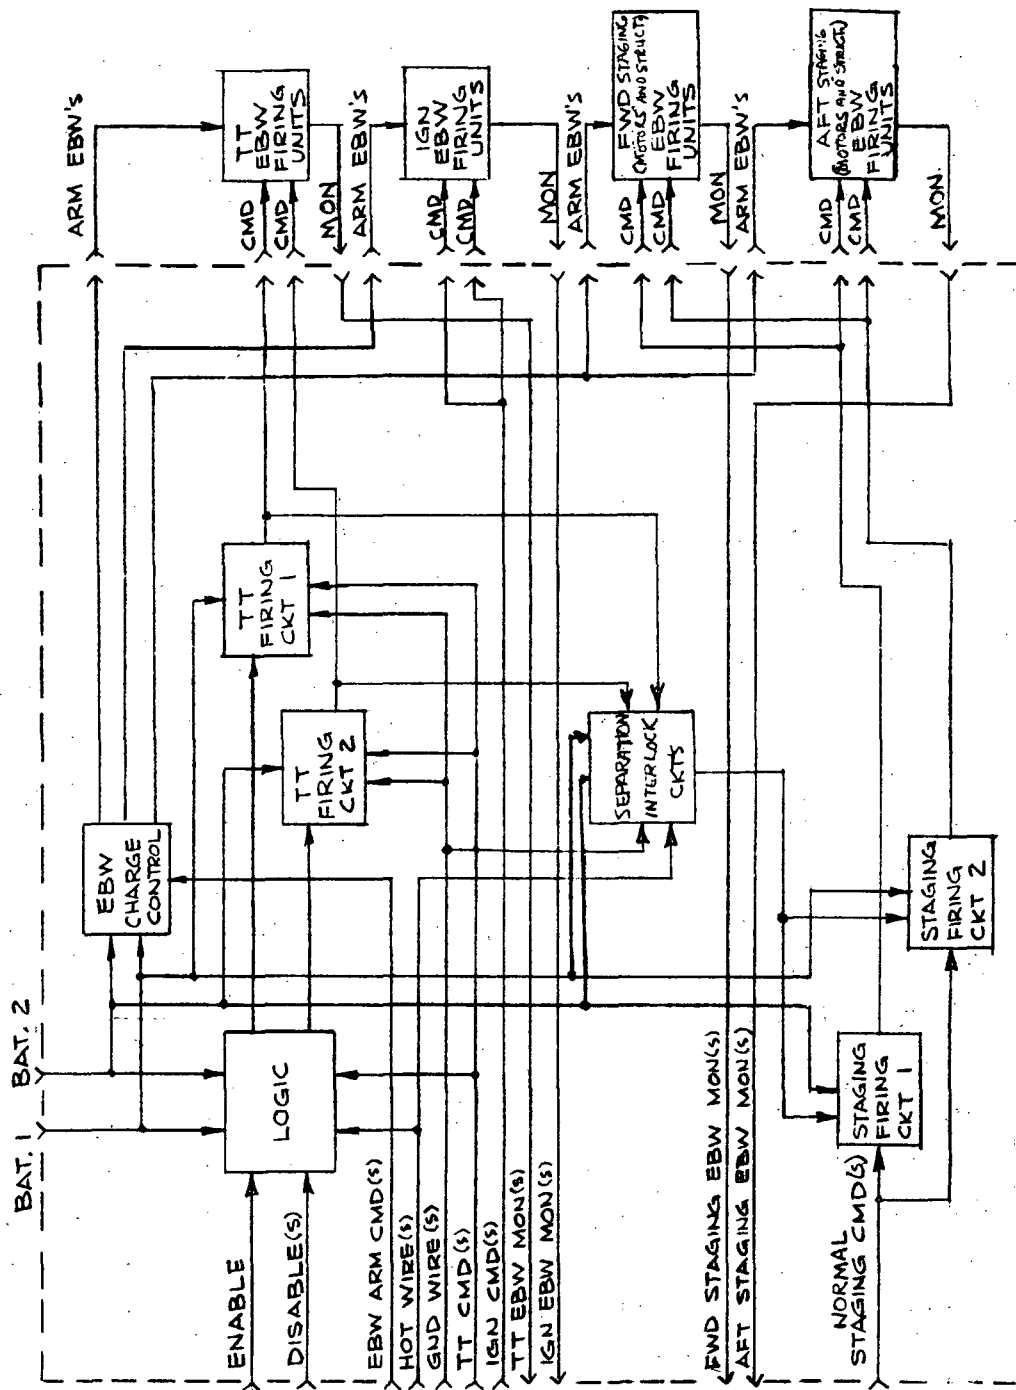 BAT. 1
BAT. 2
ENABLE
DISABLE(S)
EBW ARM CMD(S)
HOT WIRE(S)
GND WIRE(S)
TT CMD(S)
IGN CMD(S)
TT EBW MON(S)
IGN EBW MON(S)
FWD STAGING EBW MON(S)
AFT STAGING EBW MON(S)
NORMAL
STAGING CMD(S)
LOGIC
EBW
CHARGE
CONTROL
TT
FIRING
CKT 2
TT
FIRING
CKT 1
SEPARATION
INTERLOCK
CKTS
STAGING
FIRING
CKT 1
STAGING
FIRING
CKT 2
ARM EBW's
CMD
CMD
MON
ARM EBW's
CMD
CMD
MON
ARM EBW's
CMD
CMD
MON
ARM EBW's
CMD
CMD
MON.
TT
EBW
FIRING
UNITS
IGN
EBW
FIRING
UNITS
FWD STAGING
(MOTORS AND STRUCT)
EBW
FIRING
UNITS
AFT STAGING
(MOTORS AND STRUCT)
EBW
FIRING
UNITS